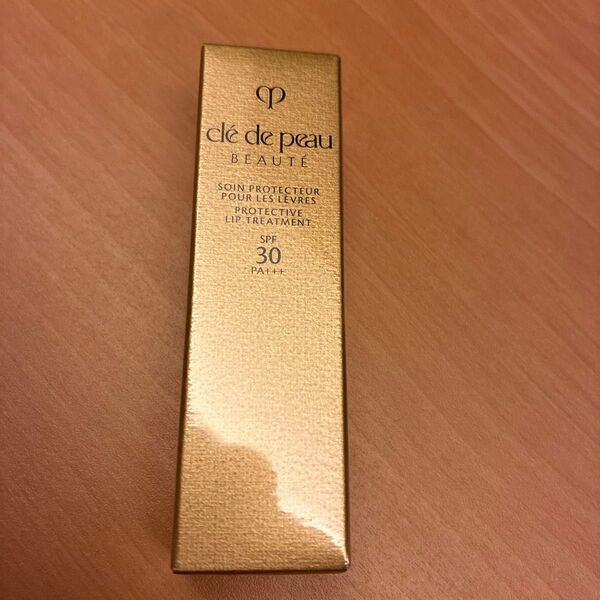 clé de peau
BEAUTÉ
SOIN PROTECTEUR
POUR LES LÈVRES
PROTECTIVE
LIP TREATMENT
SPF
30
PA+++